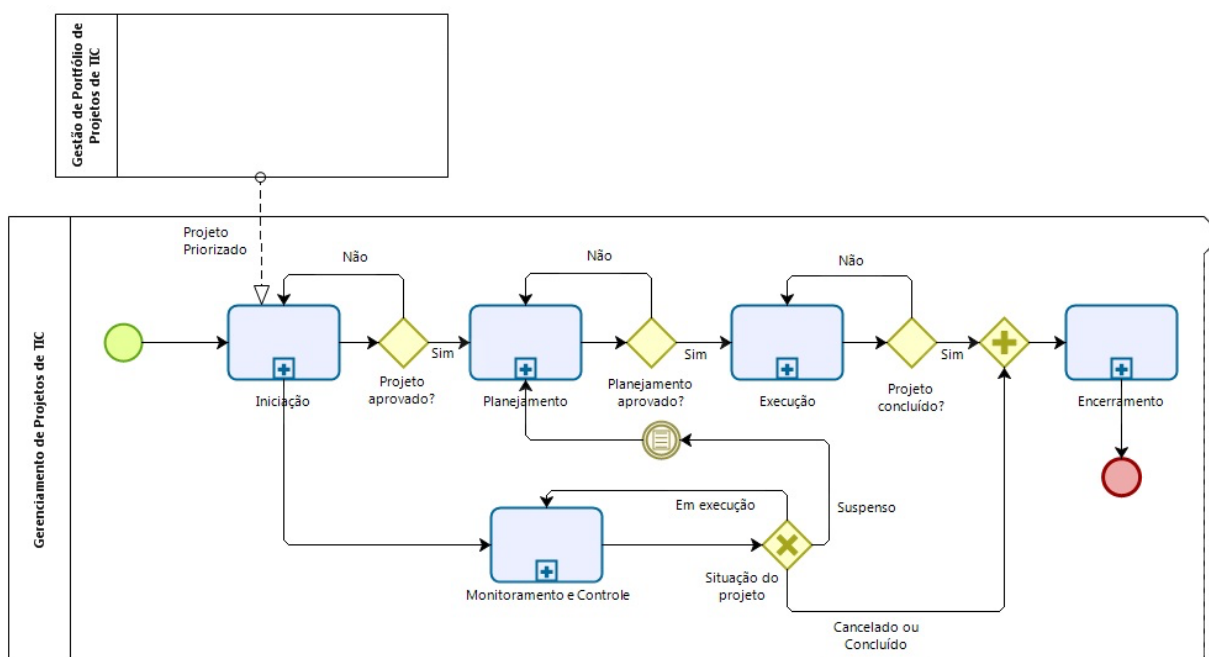 Gestão de Portfólio de
Projetos de TIC
Projeto
Priorizado
Gerenciamento de Projetos de TIC
Não
Não
Não
Sim
Sim
Sim
Iniciação
Projeto
aprovado?
Planejamento
Planejamento
aprovado?
Execução
Projeto
concluído?
Encerramento
Em execução
Suspenso
Monitoramento e Controle
Situação do
projeto
Cancelado ou
Concluído